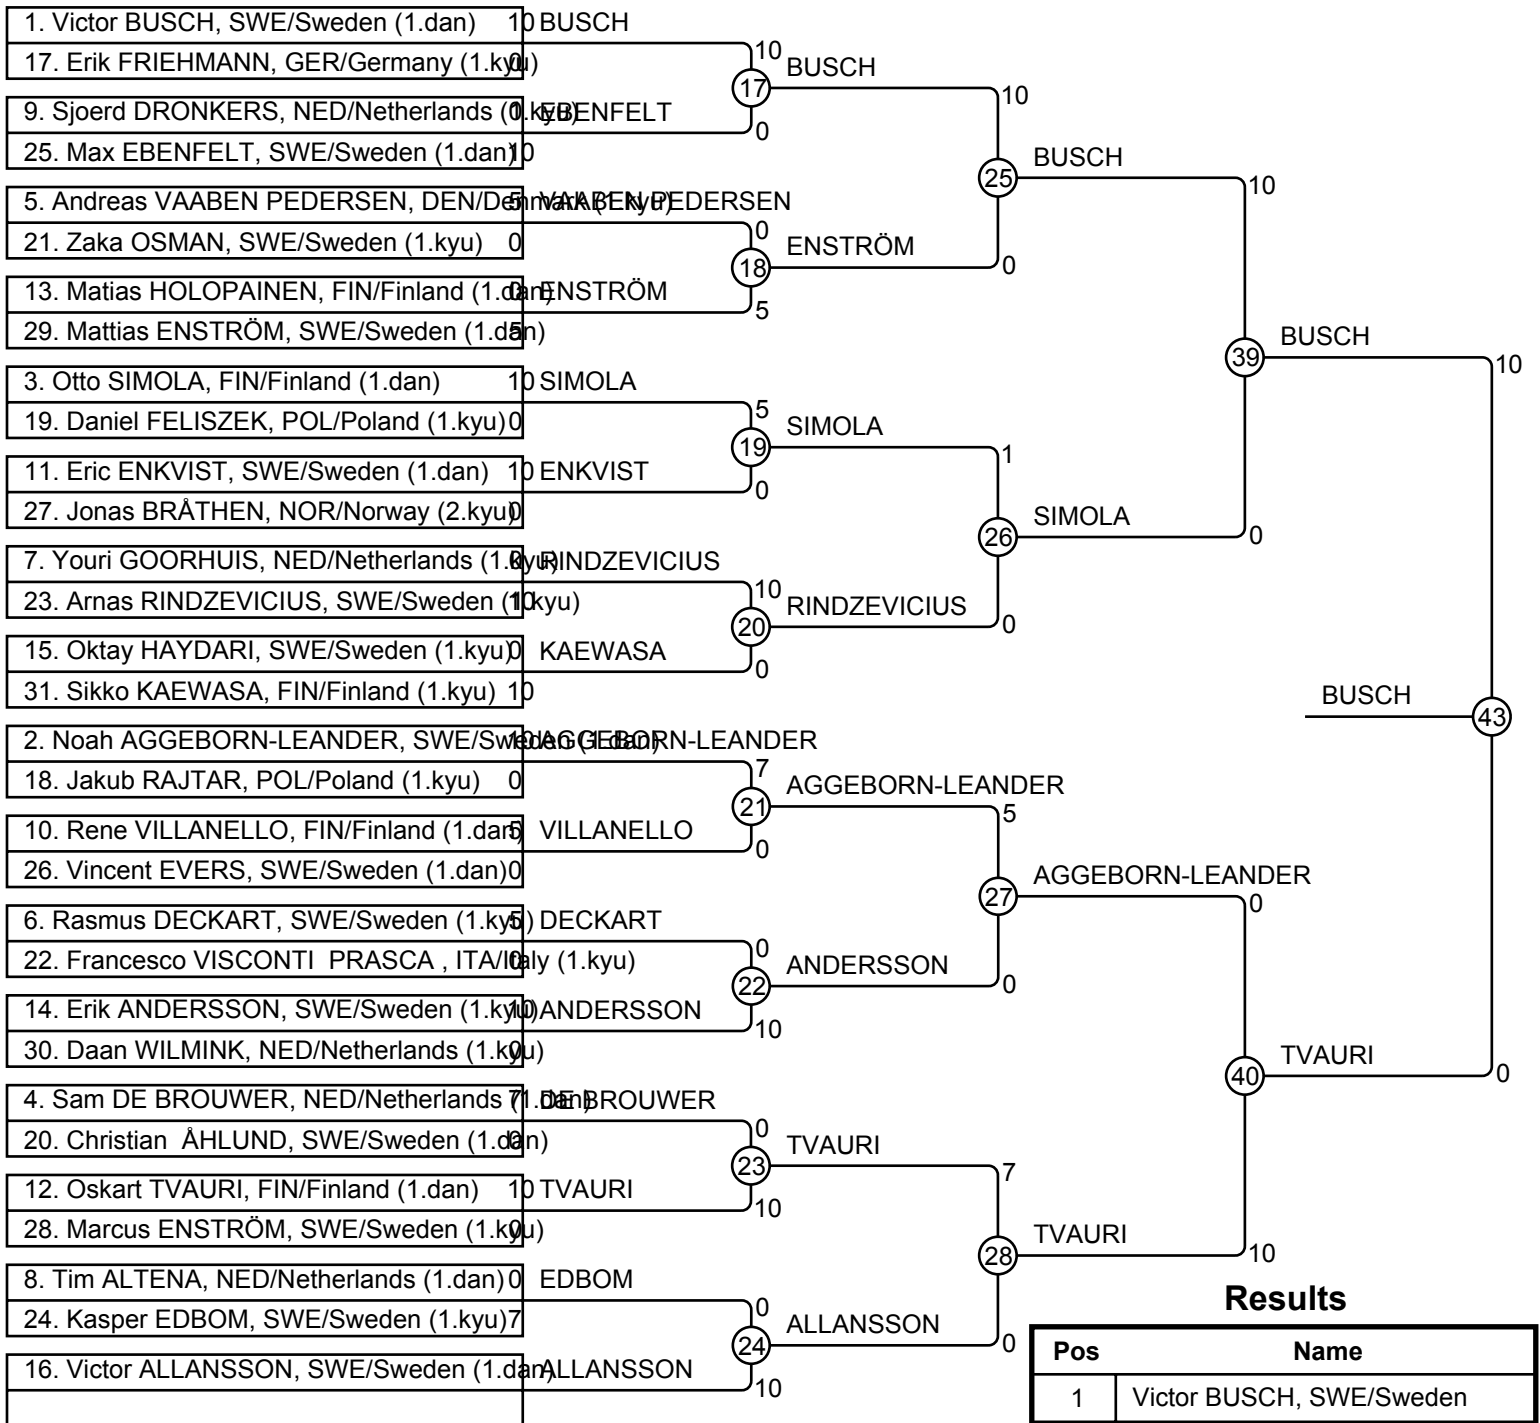 1. Victor BUSCH, SWE/Sweden (1.dan) 10 BUSCH
17. Erik FRIEHMANN, GER/Germany (1.kyu) 0
10
17 BUSCH
9. Sjoerd DRONKERS, NED/Netherlands (1.kyu) 0 EBENFELT
0
25. Max EBENFELT, SWE/Sweden (1.dan) 10
10
25 BUSCH
5. Andreas VAABEN PEDERSEN, DEN/Denmark (1.kyu) 5 VAABEN PEDERSEN
21. Zaka OSMAN, SWE/Sweden (1.kyu) 0
0
18 ENSTRÖM
0
13. Matias HOLOPAINEN, FIN/Finland (1.dan) 0 ENSTRÖM
5
29. Mattias ENSTRÖM, SWE/Sweden (1.dan) 5
10
39 BUSCH
10
3. Otto SIMOLA, FIN/Finland (1.dan) 10 SIMOLA
19. Daniel FELISZEK, POL/Poland (1.kyu) 0
5
19 SIMOLA
11. Eric ENKVIST, SWE/Sweden (1.dan) 10 ENKVIST
0
27. Jonas BRÅTHEN, NOR/Norway (2.kyu) 0
1
26 SIMOLA
0
7. Youri GOORHUIS, NED/Netherlands (1.kyu) 0 RINDZEVICIUS
23. Arnas RINDZEVICIUS, SWE/Sweden (1.kyu) 10
10
20 RINDZEVICIUS
0
15. Oktay HAYDARI, SWE/Sweden (1.kyu) 0 KAEWASA
0
31. Sikko KAEWASA, FIN/Finland (1.kyu) 10
BUSCH 43
2. Noah AGGEBORN-LEANDER, SWE/Sweden (1.dan) 10 AGGEBORN-LEANDER
18. Jakub RAJTAR, POL/Poland (1.kyu) 0
7
21 AGGEBORN-LEANDER
10. Rene VILLANELLO, FIN/Finland (1.dan) 5 VILLANELLO
0
26. Vincent EVERS, SWE/Sweden (1.dan) 0
5
27 AGGEBORN-LEANDER
0
6. Rasmus DECKART, SWE/Sweden (1.kyu) 5 DECKART
22. Francesco VISCONTI PRASCA , ITA/Italy (1.kyu) 0
0
22 ANDERSSON
0
14. Erik ANDERSSON, SWE/Sweden (1.kyu) 10 ANDERSSON
10
30. Daan WILMINK, NED/Netherlands (1.kyu) 0
40 TVAURI
0
4. Sam DE BROUWER, NED/Netherlands (1.dan) 7 DE BROUWER
20. Christian ÅHLUND, SWE/Sweden (1.dan) 0
0
23 TVAURI
12. Oskart TVAURI, FIN/Finland (1.dan) 10 TVAURI
10
28. Marcus ENSTRÖM, SWE/Sweden (1.kyu) 0
7
28 TVAURI
10
8. Tim ALTENA, NED/Netherlands (1.dan) 0 EDBOM
24. Kasper EDBOM, SWE/Sweden (1.kyu) 7
0
24 ALLANSSON
0
16. Victor ALLANSSON, SWE/Sweden (1.dan) ALLANSSON
10
Results
Pos Name
1 Victor BUSCH, SWE/Sweden